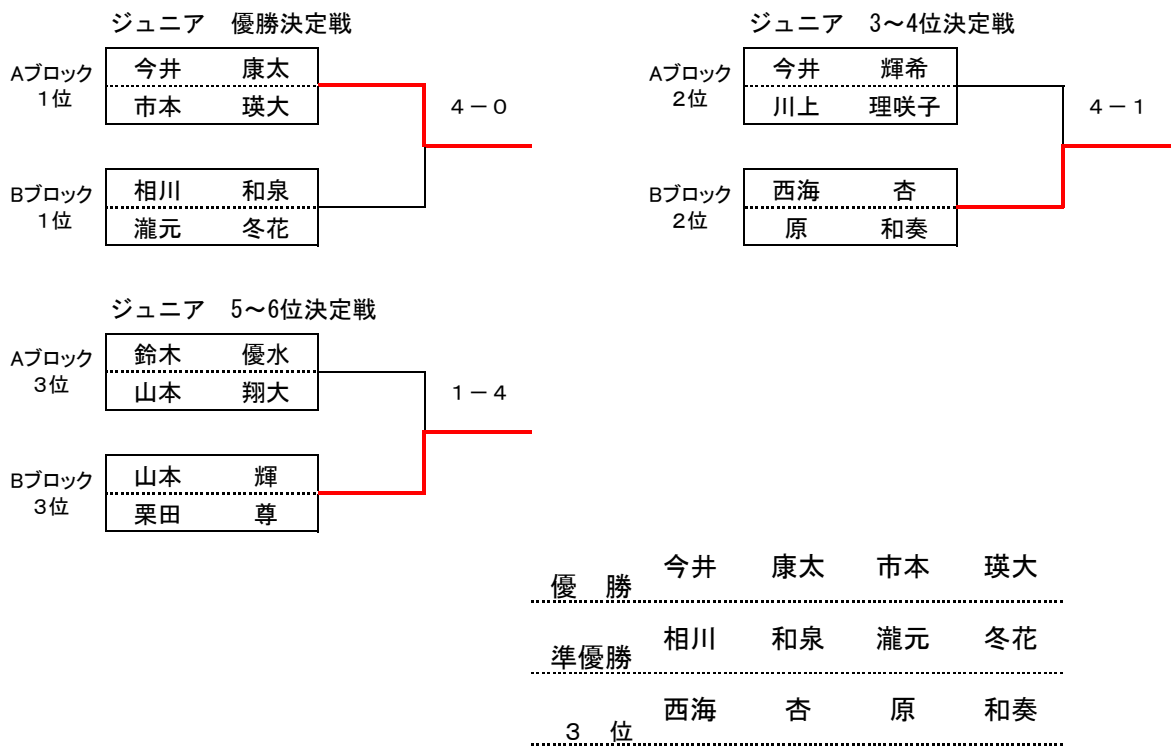 ジュニア　優勝決定戦
Aブロック
1位
今井　康太
市本　瑛大
4－0
Bブロック
1位
相川　和泉
瀧元　冬花
ジュニア　3～4位決定戦
Aブロック
2位
今井　輝希
川上　理咲子
4－1
Bブロック
2位
西海　杏
原　和奏
ジュニア　5～6位決定戦
Aブロック
3位
鈴木　優水
山本　翔大
1－4
Bブロック
3位
山本　輝
栗田　尊
優　勝　今井　康太　市本　瑛大
準優勝　相川　和泉　瀧元　冬花
3　位　西海　杏　原　和奏